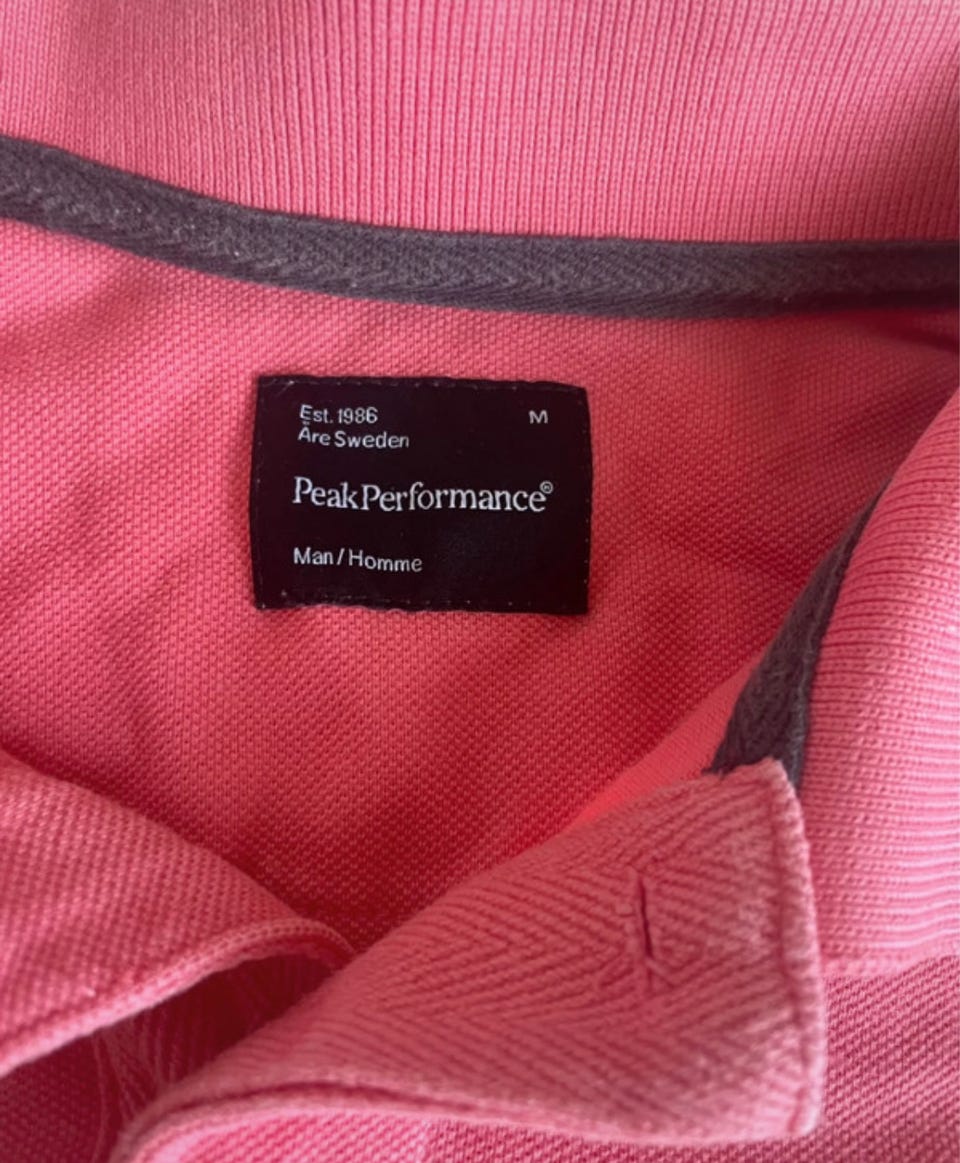 Est. 1986 M
Åre Sweden
PeakPerformance®
Man / Homme